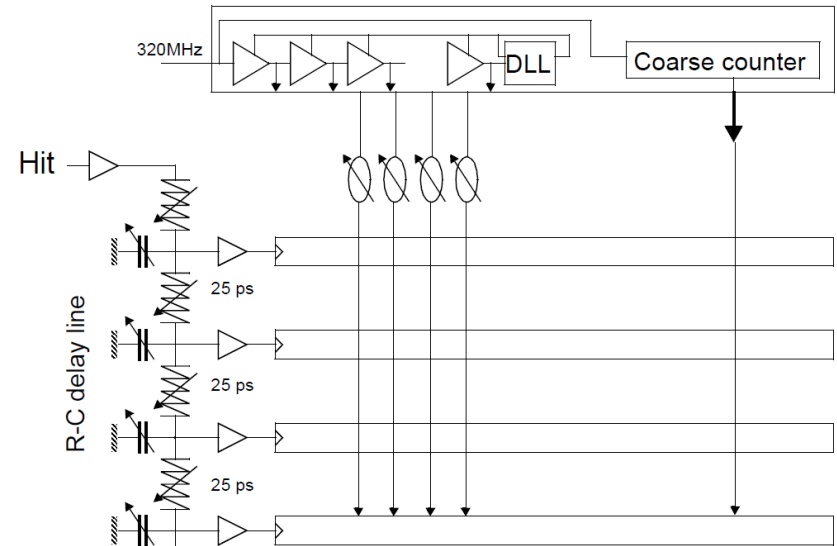 320MHz
DLL
Coarse counter
Hit
25 ps
R-C delay line
25 ps
25 ps